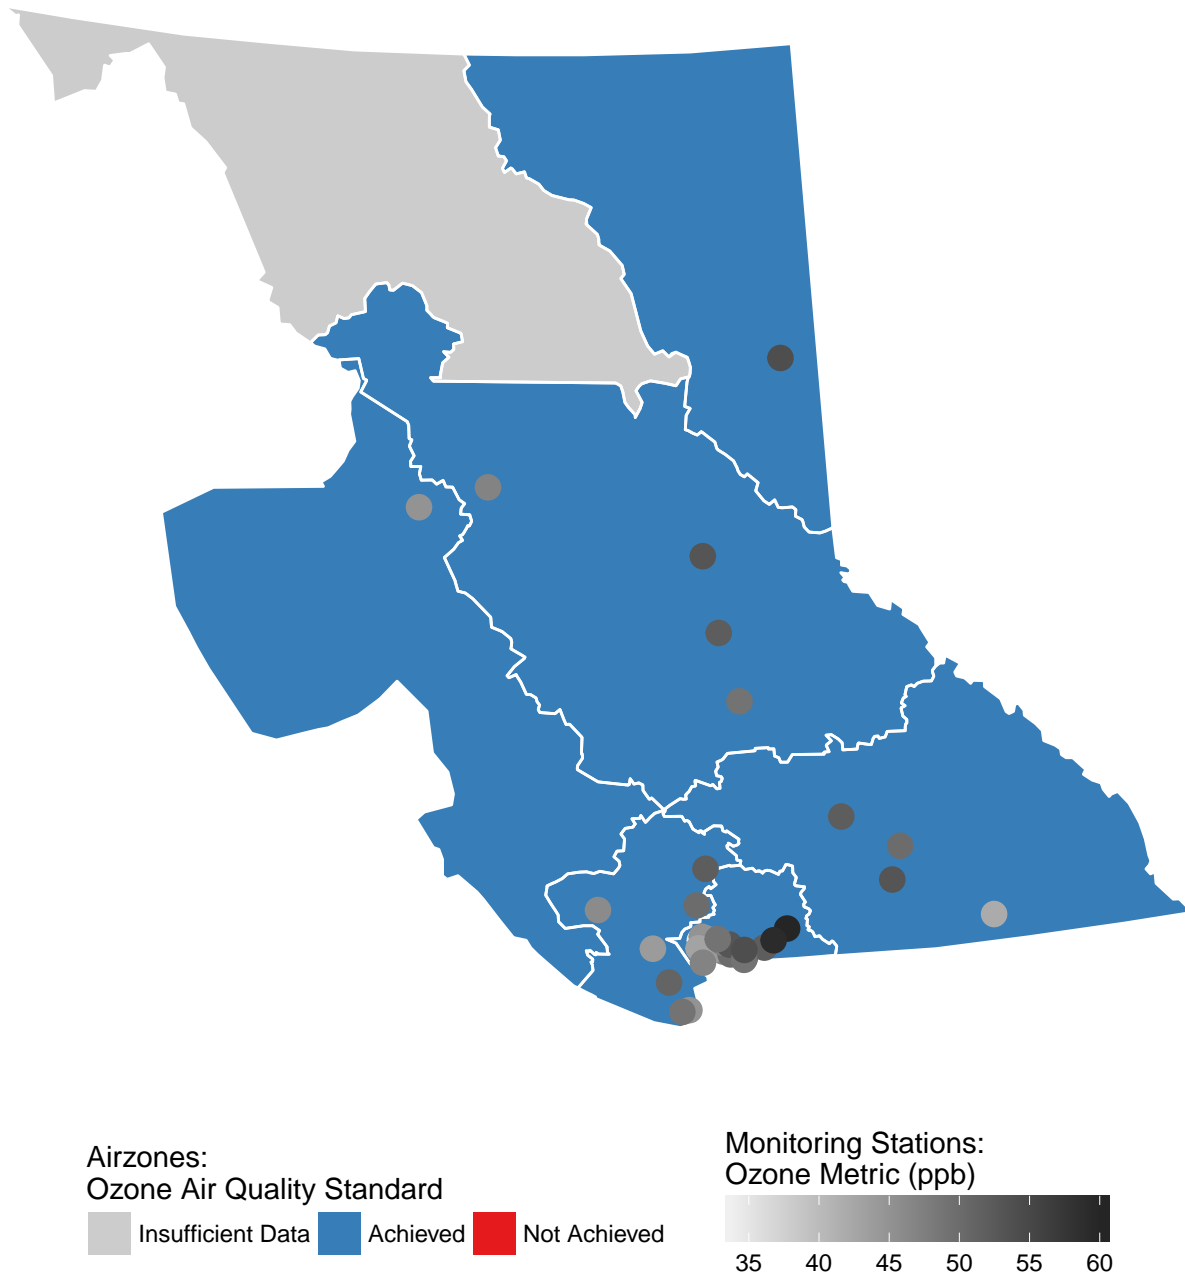 Airzones:
Ozone Air Quality Standard
Insufficient Data
Achieved
Not Achieved
Monitoring Stations:
Ozone Metric (ppb)
35 40 45 50 55 60